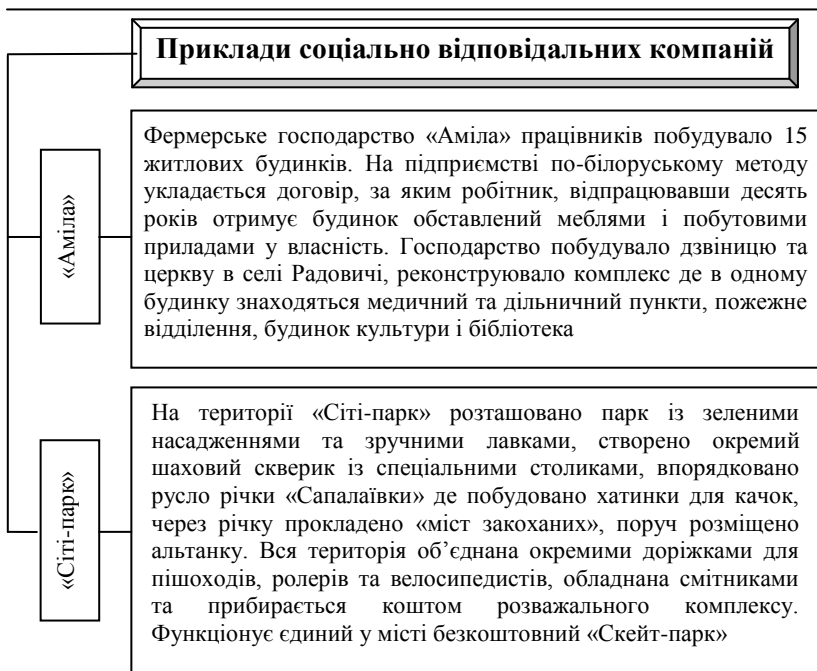 Приклади соціально відповідальних компаній
«Аміла»
Фермерське господарство «Аміла» працівників побудувало 15
житлових будинків. На підприємстві по-білоруському методу
укладається договір, за яким робітник, відпрацювавши десять
років отримує будинок обставлений меблями і побутовими
приладами у власність. Господарство побудувало дзвіницю та
церкву в селі Радовичі, реконструювало комплекс де в одному
будинку знаходяться медичний та дільничний пункти, пожежне
відділення, будинок культури і бібліотека
«Сіті-парк»
На території «Сіті-парк» розташовано парк із зеленими
насадженнями та зручними лавками, створено окремий
шаховий скверик із спеціальними столиками, впорядковано
русло річки «Сапалаївки» де побудовано хатинки для качок,
через річку прокладено «міст закоханих», поруч розміщено
альтанку. Вся територія об’єднана окремими доріжками для
пішоходів, ролерів та велосипедистів, обладнана смітниками
та прибирається коштом розважального комплексу.
Функціонує єдиний у місті безкоштовний «Скейт-парк»